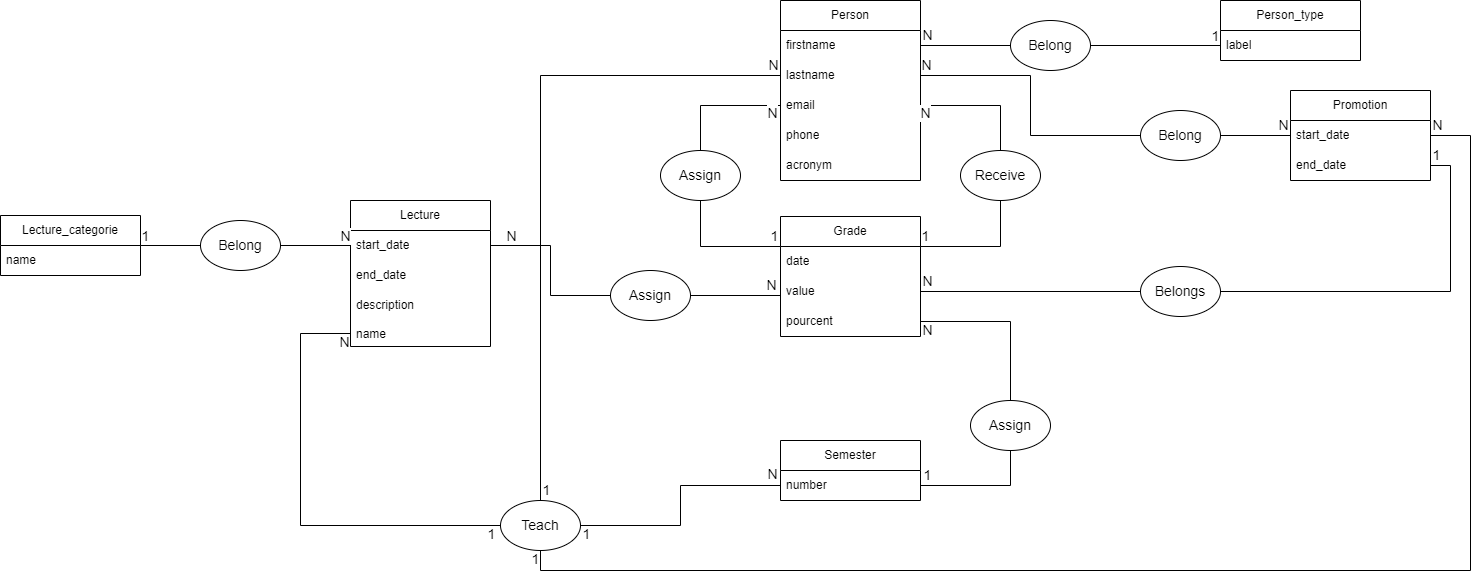 Person
firstname
lastname
email
phone
acronym
N
Belong
1
Person_type
label
N
N
N
N
Assign
Receive
1
1
Belong
N
Promotion
start_date
end_date
N
1
Lecture_categorie
name
1
Belong
N
Lecture
start_date
end_date
description
name
N
N
Assign
N
Grade
date
value
pourcent
N
N
Belongs
Assign
Semester
number
N
1
1
Teach
1
1
1